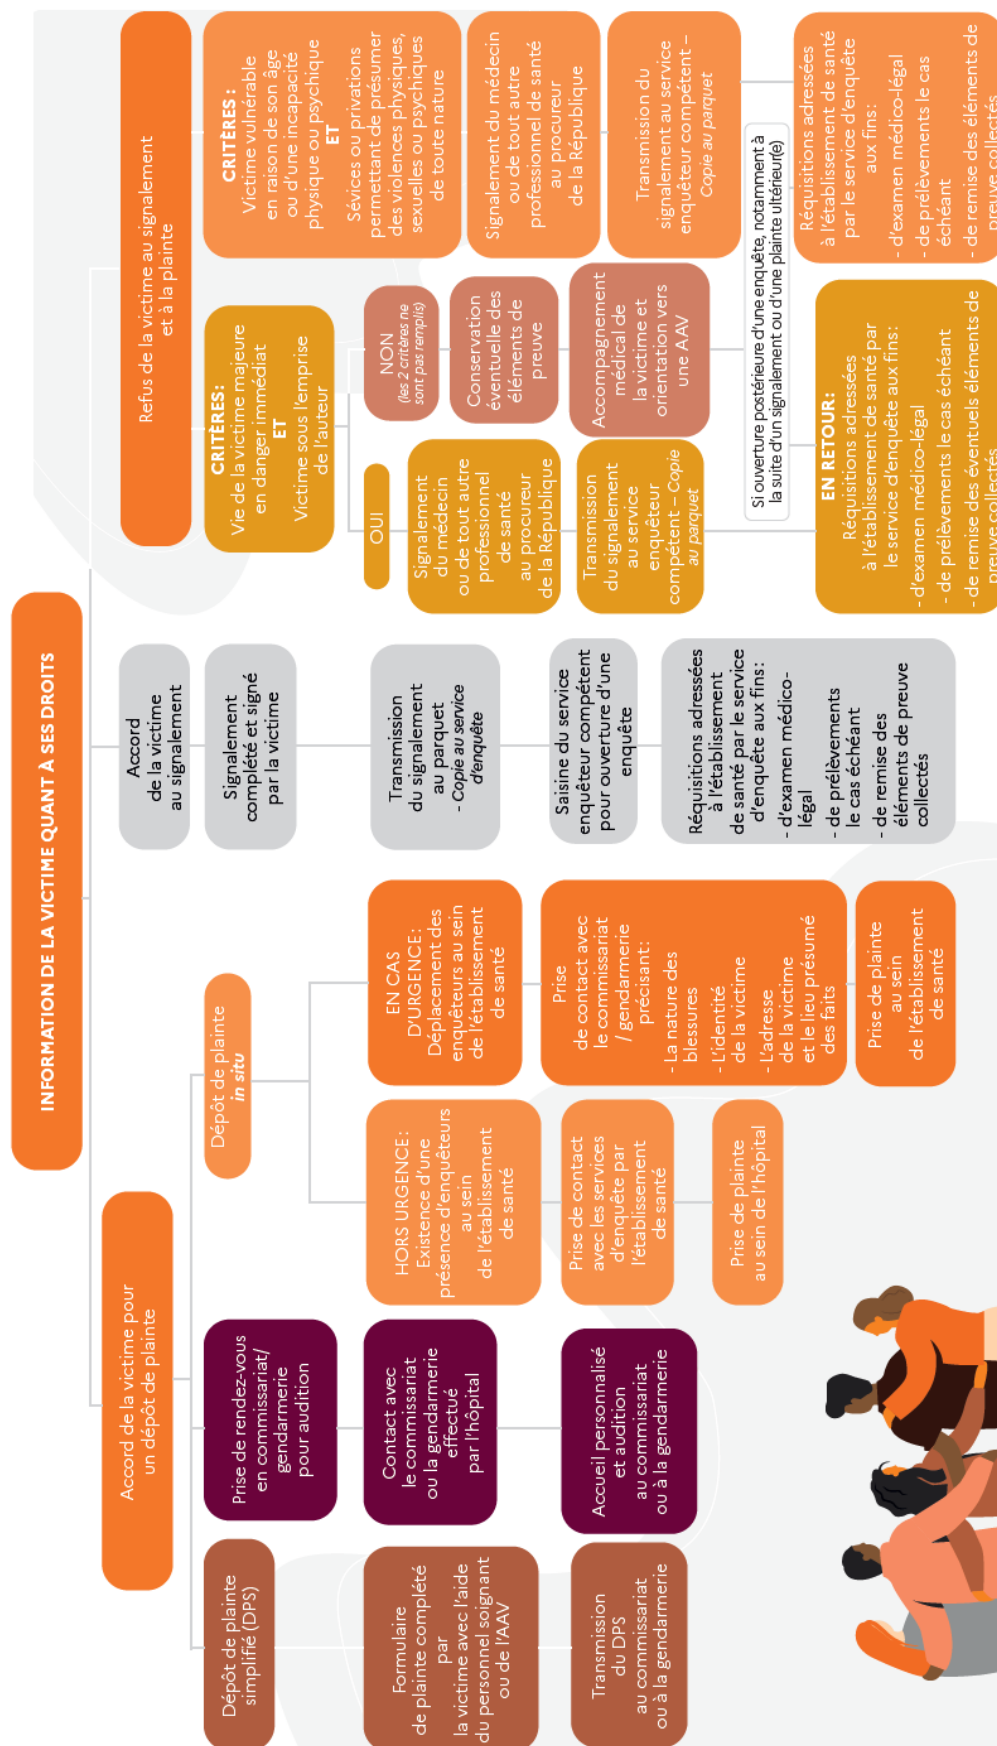 INFORMATION DE LA VICTIME QUANT À SES DROITS
Accord de la victime pour
un dépôt de plainte
Dépôt de plainte
simplifié (DPS)
Formulaire
de plainte complété
par
la victime avec l'aide
du personnel soignant
ou de l'AAV
Transmission
du DPS
au commissariat
ou à la gendarmerie
Prise de rendez-vous
en commissariat/
gendarmerie
pour audition
Contact avec
le commissariat
ou la gendarmerie
effectué
par l'hôpital
Accueil personnalisé
et audition
au commissariat
ou à la gendarmerie
Dépôt de plainte
in situ
HORS URGENCE :
Existence d'une
présence d'enquêteurs
au sein
de l'établissement
de santé
Prise de contact
avec les services
d'enquête par
l'établissement
de santé
Prise de plainte
au sein de l'hôpital
EN CAS
D'URGENCE :
Déplacement des
enquêteurs au sein
de l'établissement
de santé
Prise
de contact avec
le commissariat
/ gendarmerie
précisant :
- La nature des
blessures
- L'identité
de la victime
- L'adresse
de la victime
et le lieu présumé
des faits
Prise de plainte
au sein
de l'établissement
de santé
Accord
de la victime
au signalement
Signalement
complété et signé
par la victime
Transmission
du signalement
au parquet
- Copie au service
d'enquête
Saisine du service
enquêteur compétent
pour ouverture d'une
enquête
Réquisitions adressées
à l'établissement
de santé par le service
d'enquête aux fins :
- d'examen médico-
légal
- de prélèvements
le cas échéant
- de remise des
éléments de preuve
collectés
Refus de la victime au signalement
et à la plainte
CRITÈRES:
Vie de la victime majeure
en danger immédiat
ET
Victime sous l'emprise
de l'auteur
OUI
Signalement
du médecin
ou de tout autre
professionnel
de santé
au procureur
de la République
Transmission
du signalement
au service
enquêteur
compétent – Copie
au parquet
NON
(les 2 critères ne
sont pas remplis)
Conservation
éventuelle des
éléments de
preuve
Accompagnement
médical de
la victime et
orientation vers
une AAV
Si ouverture postérieure d'une enquête, notamment à
la suite d'un signalement ou d'une plainte ultérieur(e)
EN RETOUR:
Réquisitions adressées
à l'établissement de santé par
le service d'enquête aux fins :
- d'examen médico-légal
- de prélèvements le cas échéant
- de remise des éventuels éléments de
preuve collectés
CRITÈRES :
Victime vulnérable
en raison de son âge
ou d'une incapacité
physique ou psychique
ET
Sévices ou privations
permettant de présumer
des violences physiques,
sexuelles ou psychiques
de toute nature
Signalement du médecin
ou de tout autre
professionnel de santé
au procureur
de la République
Transmission du
signalement au service
enquêteur compétent –
Copie au parquet
Réquisitions adressées
à l'établissement de santé
par le service d'enquête
aux fins:
- d'examen médico-légal
- de prélèvements le cas
échéant
- de remise des éléments de
preuve collectés